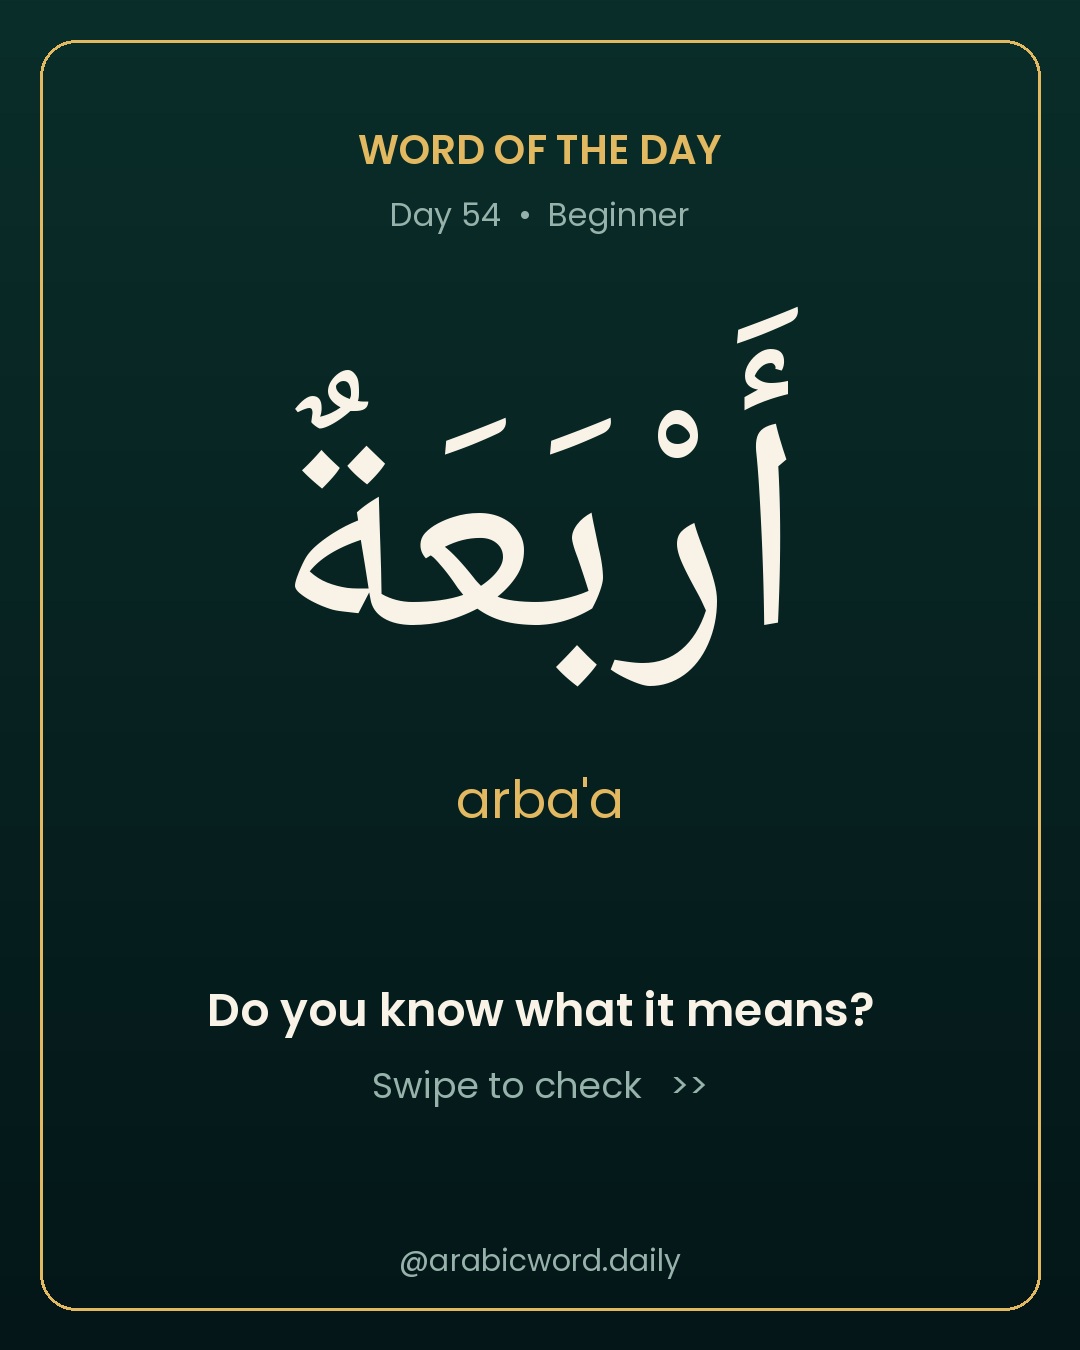 WORD OF THE DAY
Day 54 • Beginner
أَرْبَعَةٌ
arba'a
Do you know what it means?
Swipe to check >>
@arabicword.daily